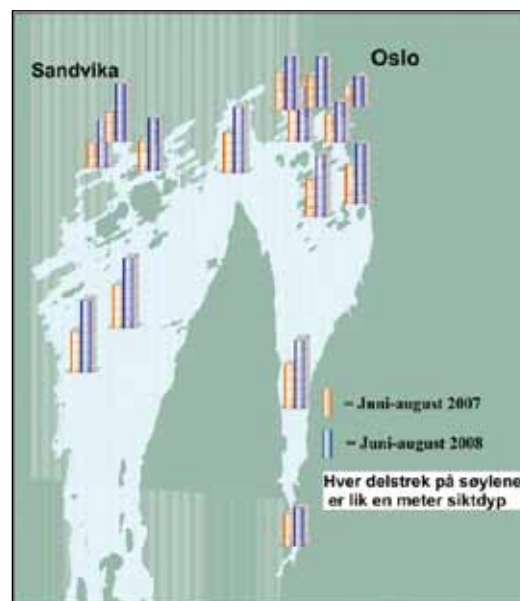 Sandvika
Oslo
= Juni-august 2007
= Juni-august 2008
Hver delstrek på søylene
er lik en meter siktdyp